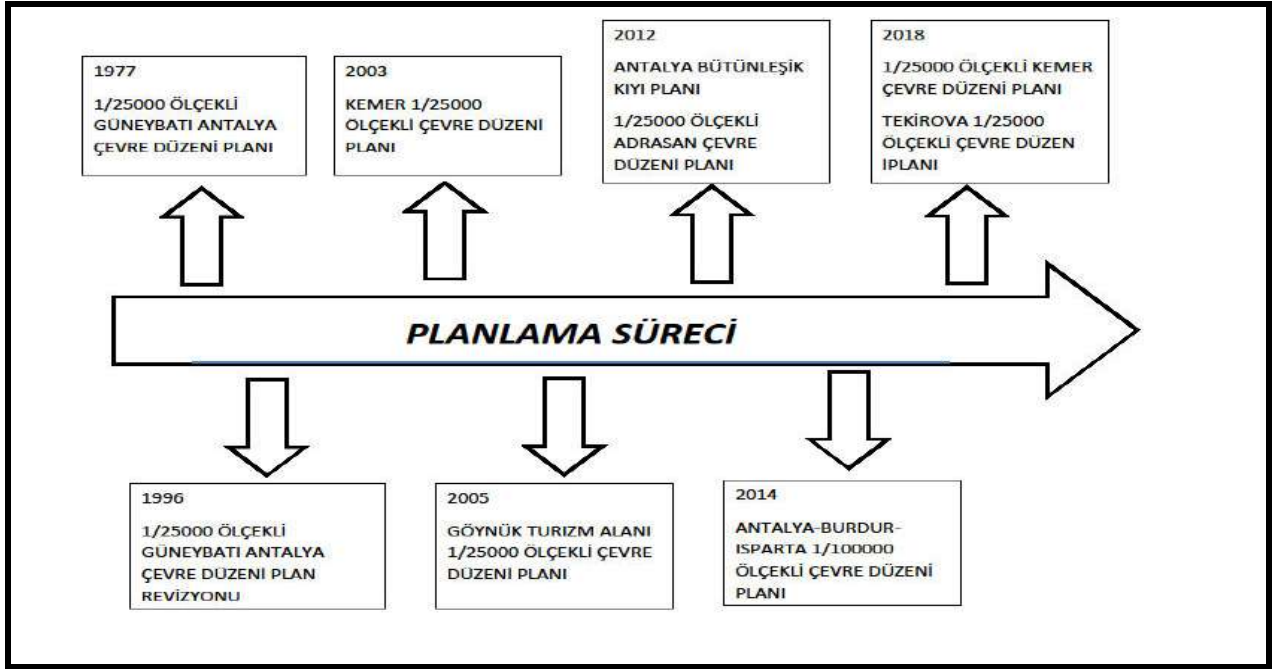 1977
1/25000 ÖLÇEKLİ
GÜNEYBATI ANTALYA
ÇEVRE DÜZENİ PLANI
2003
KEMER 1/25000
ÖLÇEKLİ ÇEVRE DÜZENİ
PLANI
2012
ANTALYA BÜTÜNLEŞİK
KIYI PLANI
1/25000 ÖLÇEKLİ
ADRASAN ÇEVRE
DÜZENİ PLANI
2018
1/25000 ÖLÇEKLİ KEMER
ÇEVRE DÜZENİ PLANI
TEKİROVA 1/25000
ÖLÇEKLİ ÇEVRE DÜZEN
İPLANI
PLANLAMA SÜRECİ
1996
1/25000 ÖLÇEKLİ
GÜNEYBATI ANTALYA
ÇEVRE DÜZENİ PLAN
REVİZYONU
2005
GÖYNÜK TURIZM ALANI
1/25000 ÖLÇEKLİ ÇEVRE
DÜZENİ PLANI
2014
ANTALYA-BURDUR-
ISPARTA 1/100000
ÖLÇEKLİ ÇEVRE DÜZENİ
PLANI